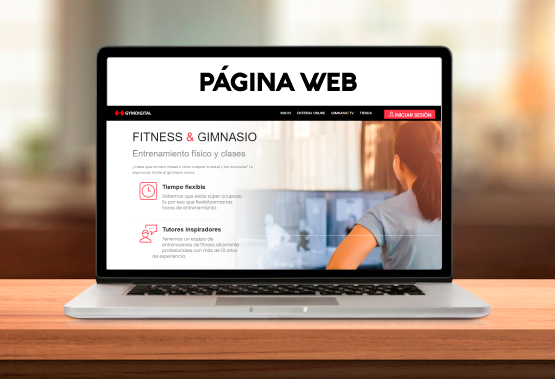 PÁGINA WEB
GYMDIGITAL
INICIO ENTRENA ONLINE GIMNASIO TV TIENDA INICIAR SESIÓN
FITNESS & GIMNASIO
Entrenamiento físico y clases
Tiempo flexible
Sabemos que estás súper ocupado.
Es por eso que flexibilizamos las
horas de entrenamiento.
Tutores inspiradores
Tenemos un equipo de
entrenadores de fitness altamente
profesionales con más de 10 años
de experiencia.